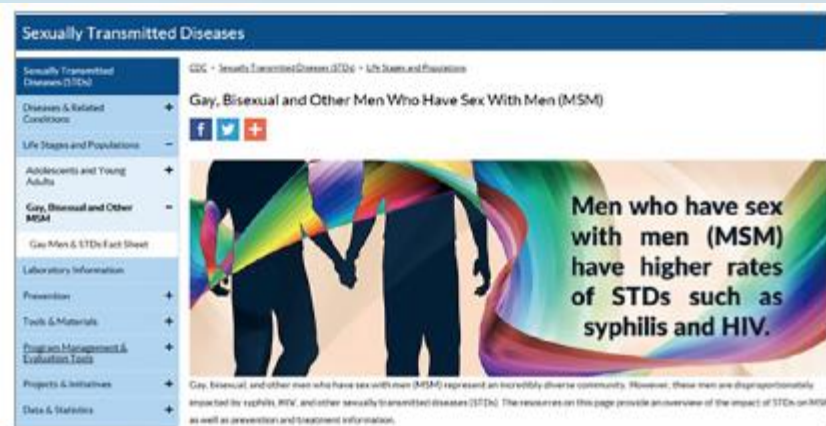 Sexually Transmitted Diseases
Sexually Transmitted
Diseases (STDs)
Diseases & Related
Conditions
Life Stages and Populations
Adolescents and Young
Adults
Gay, Bisexual and Other
MSM
Gay Men & STDs Fact Sheet
Laboratory Information
Prevention
Tools & Materials
Program Management &
Evaluation Tools
Projects & Initiatives
Data & Statistics
CDC • Sexually Transmitted Diseases (STDs) • Life Stages and Populations
Gay, Bisexual and Other Men Who Have Sex With Men (MSM)
Men who have sex
with men (MSM)
have higher rates
of STDs such as
syphilis and HIV.
Gay, bisexual, and other men who have sex with men (MSM) represent an incredibly diverse community. However, these men are disproportionately
impacted by syphilis, HIV, and other sexually transmitted diseases (STDs). The resources on this page provide an overview of the impact of STDs on MSM
as well as prevention and treatment information.